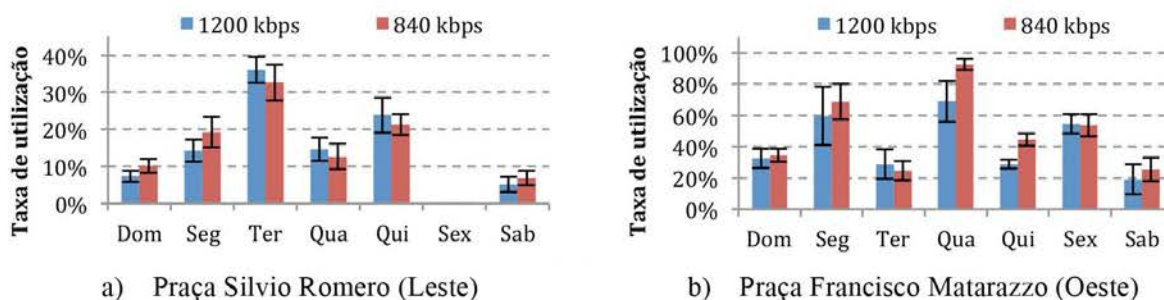 1200 kbps 840 kbps
Taxa de utilização
40%
30%
20%
10%
0%
Dom Seg Ter Qua Qui Sex Sab
a) Praça Silvio Romero (Leste)
1200 kbps 840 kbps
Taxa de utilização
100%
80%
60%
40%
20%
0%
Dom Seg Ter Qua Qui Sex Sab
b) Praça Francisco Matarazzo (Oeste)